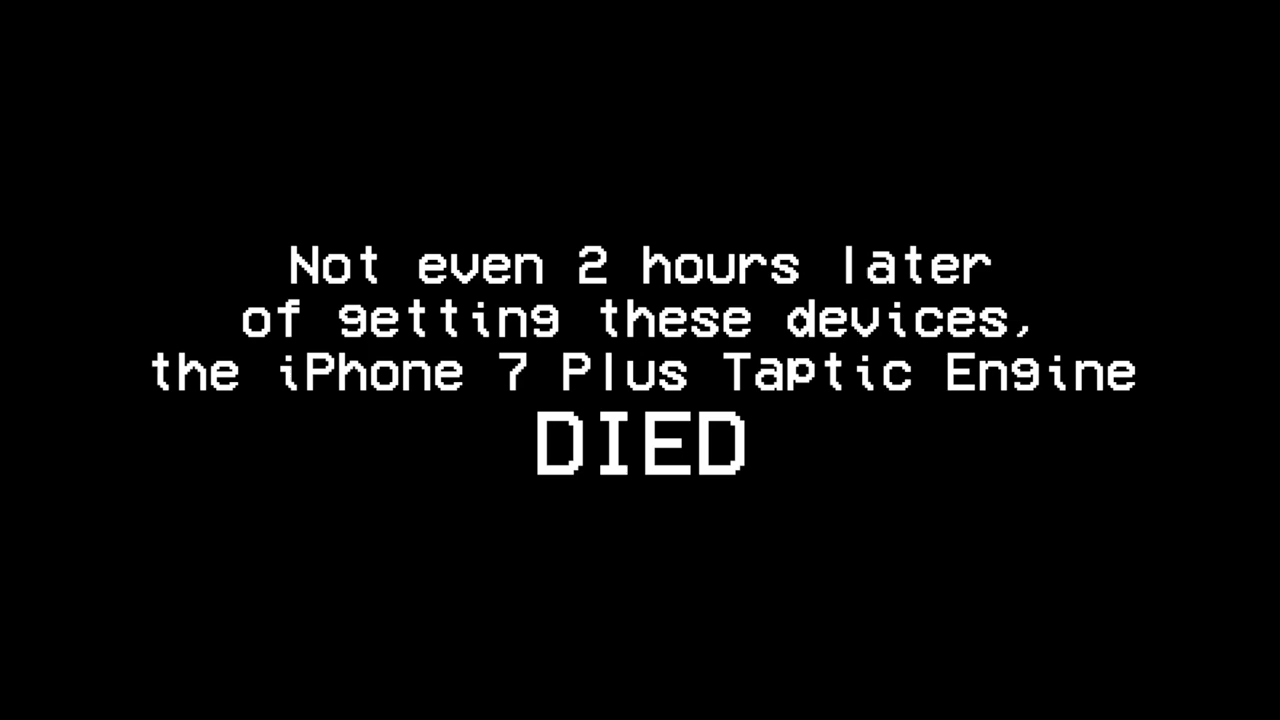 Not even 2 hours later
of getting these devices,
the iPhone 7 Plus Taptic Engine
DIED